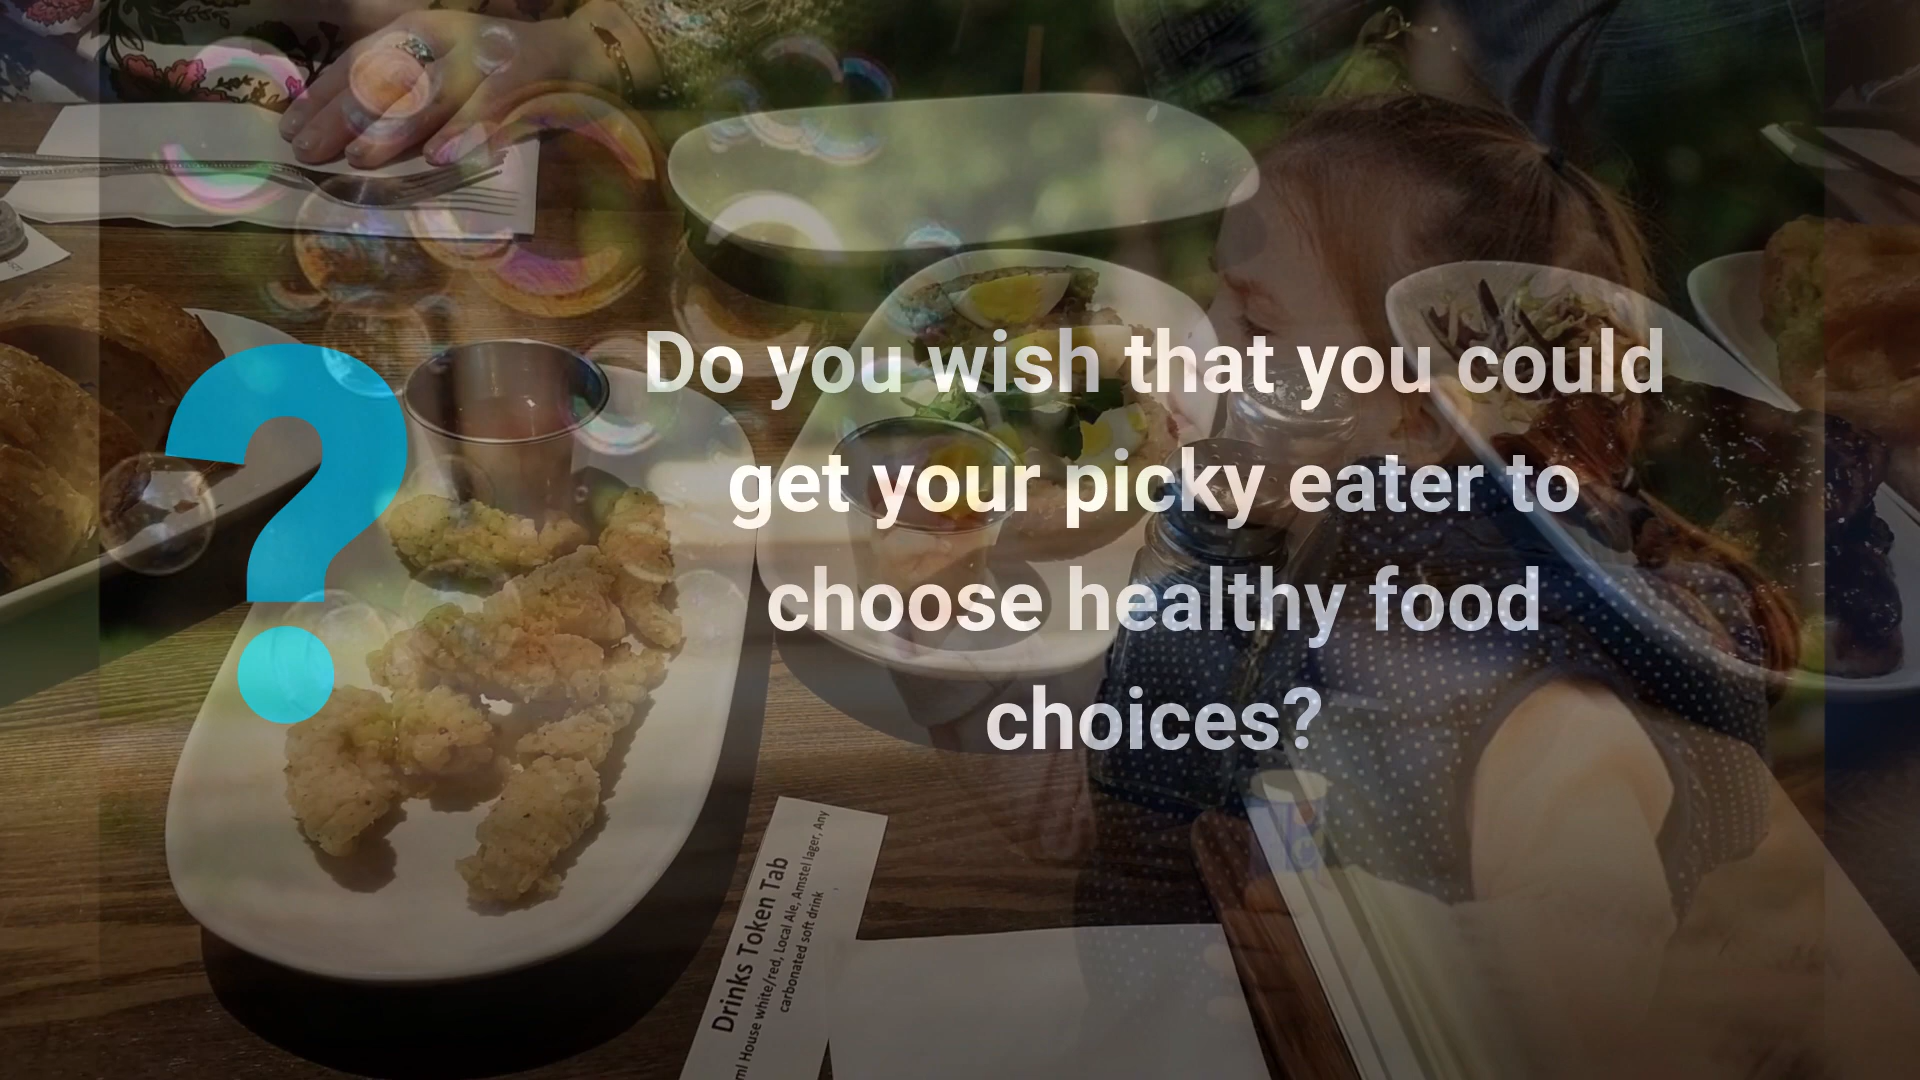 ?
Do you wish that you could
get your picky eater to
choose healthy food
choices?
Drinks Token Tab
ml House white/red, Local Ale, Amstel lager, Any
carbonated soft drink